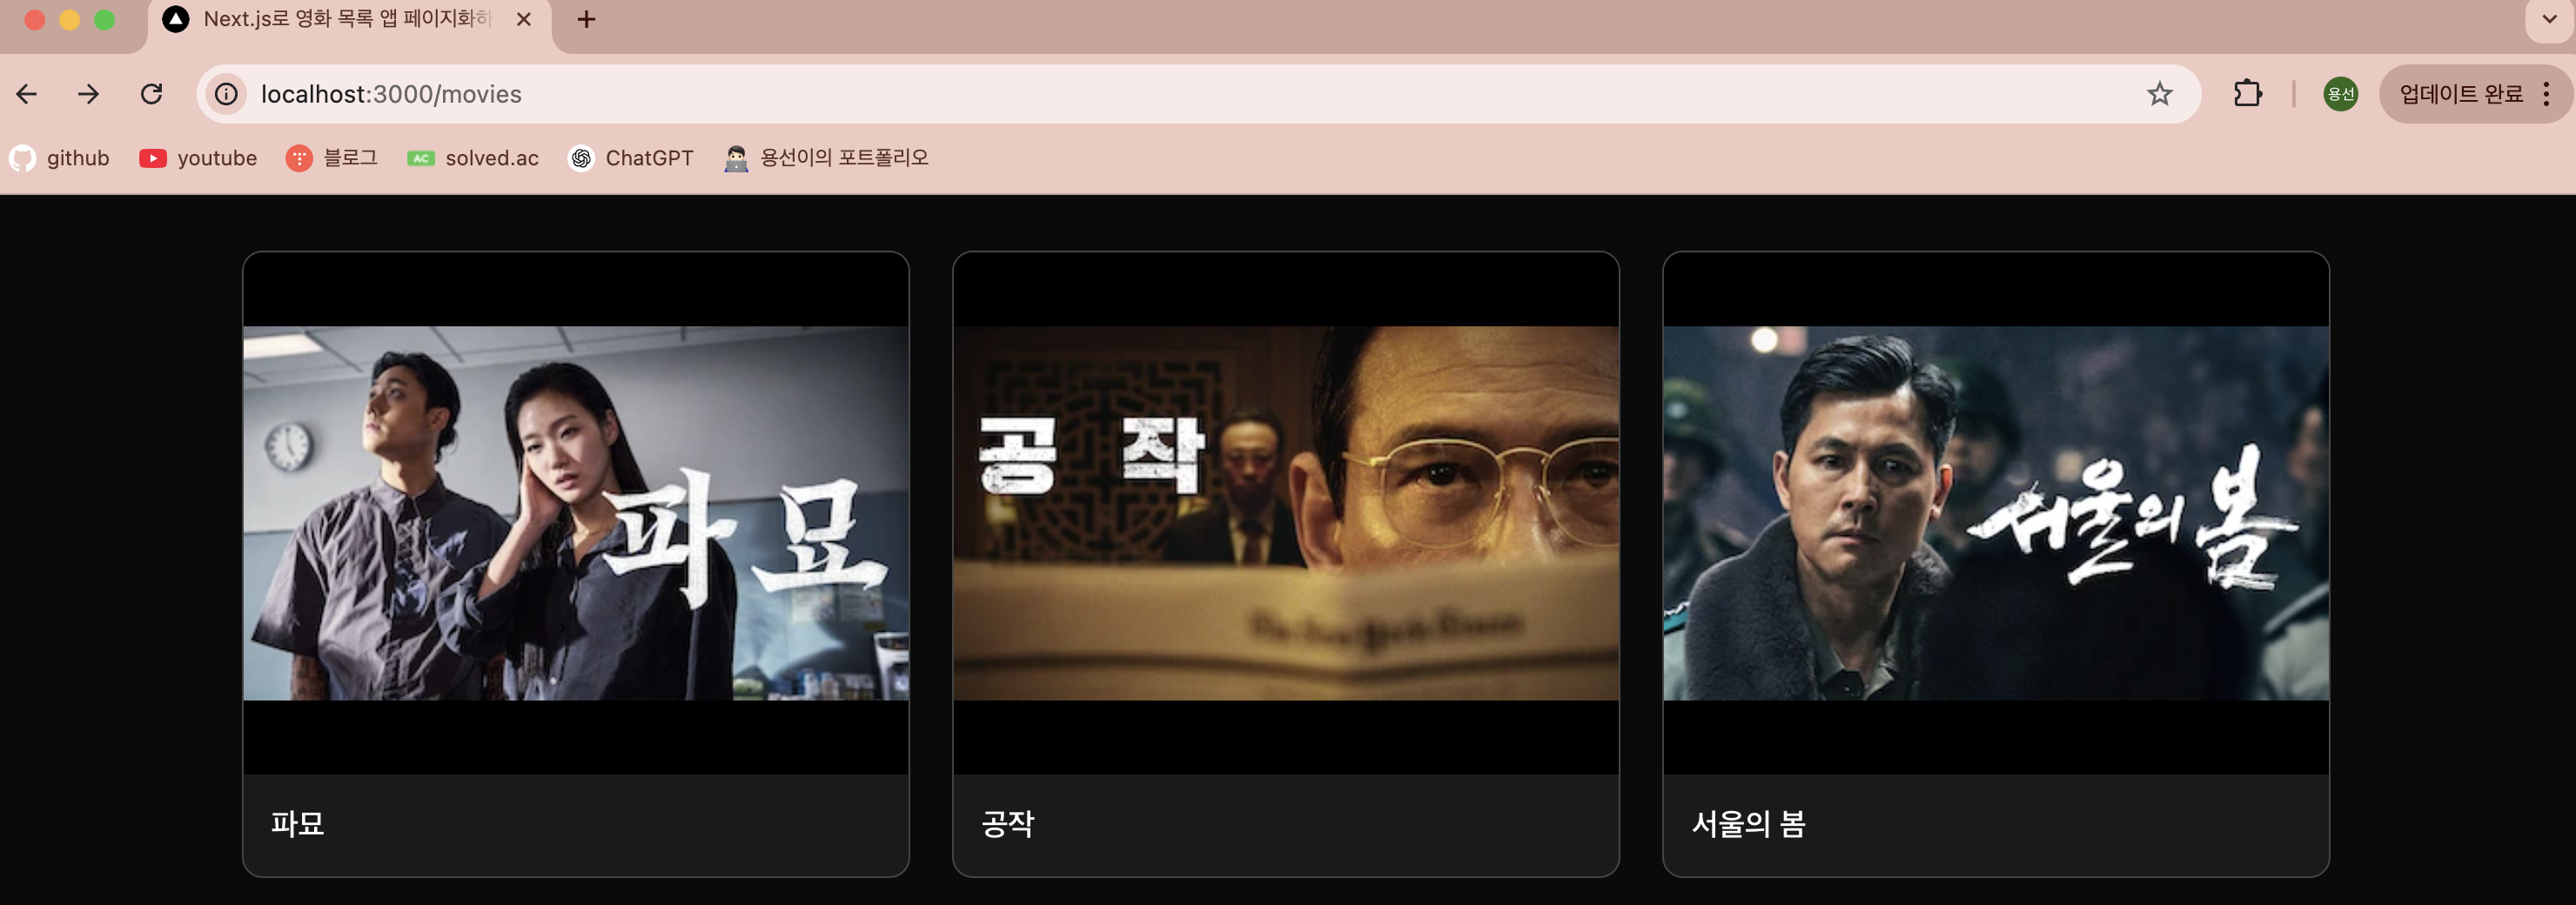 Next.js로 영화 목록 앱 페이지화하
localhost:3000/movies
용선
업데이트 완료
github
youtube
블로그
AC
solved.ac
ChatGPT
용선이의 포트폴리오
파묘
공작
서울의 봄
파묘
공작
서울의 봄